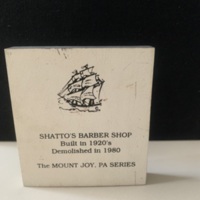 SHATTO'S BARBER SHOP
Built in 1920's
Demolished in 1980
The MOUNT JOY, PA SERIES